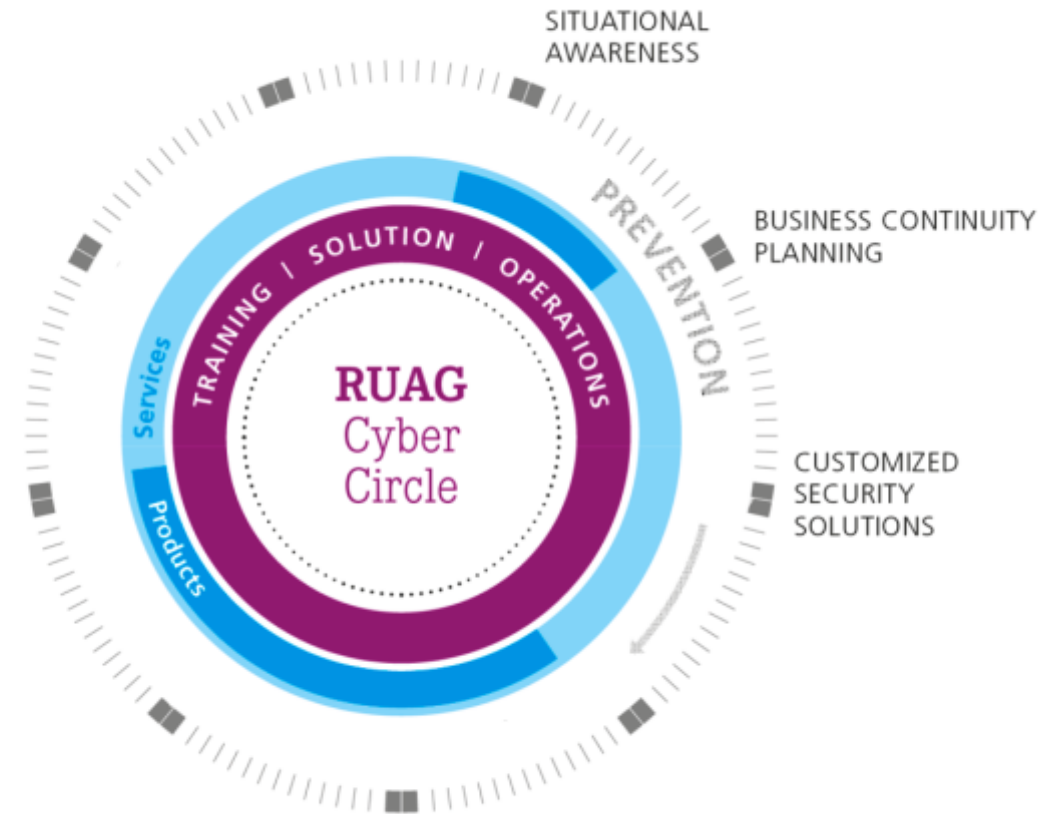 SITUATIONAL
AWARENESS
PREVENTION
BUSINESS CONTINUITY
PLANNING
TRAINING | SOLUTION | OPERATIONS
Services
RUAG
Cyber
Circle
CUSTOMIZED
SECURITY
SOLUTIONS
Products